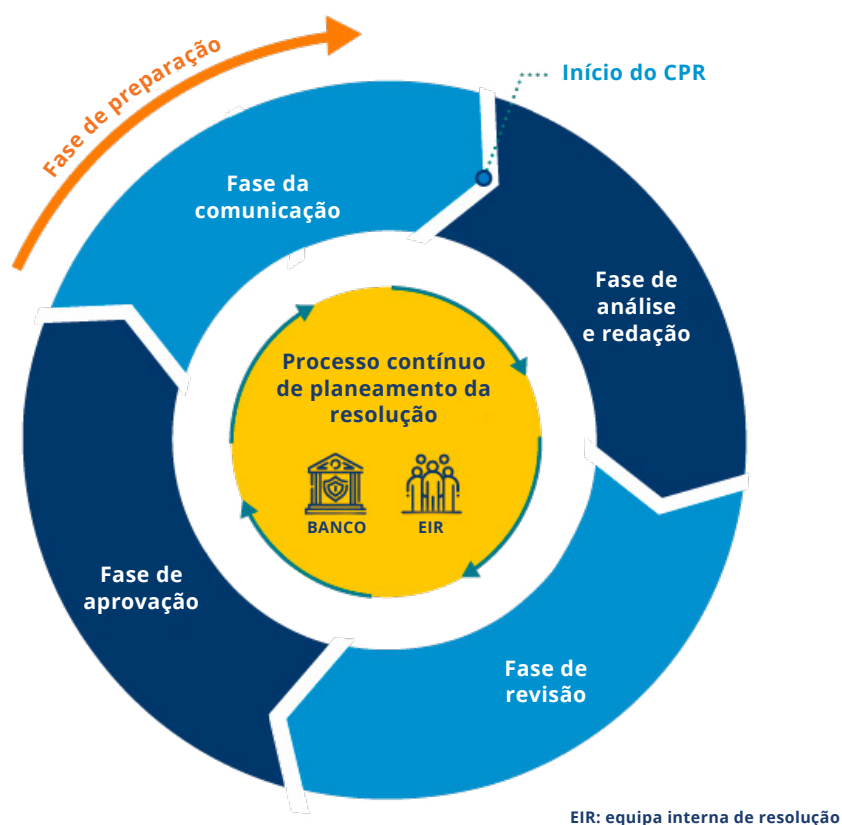 Fase de preparação
Início do CPR
Fase da
comunicação
Fase de
análise
e redação
Processo contínuo
de planeamento da
resolução
BANCO
EIR
Fase de
aprovação
Fase de
revisão
EIR: equipa interna de resolução